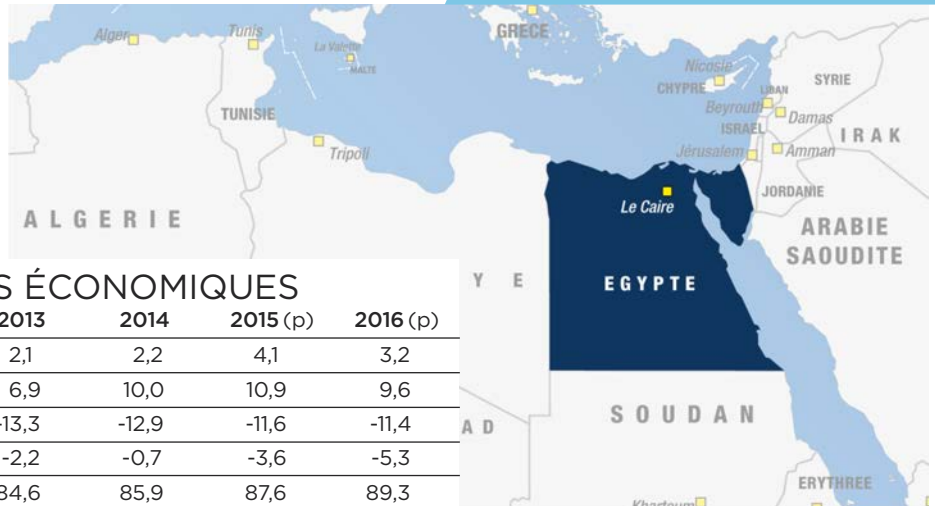 GRECE
Alger
Tunis
La Valette
MALTE
Nicosie
CHYPRE
SYRIE
LIBAN
Beyrouth
Damas
TUNISIE
ISRAEL
IRAK
Tripoli
Jérusalem
Amman
JORDANIE
Le Caire
ALGERIE
ARABIE
SAOUDITE
S ÉCONOMIQUES
Y E
EGYPTE
2013 2014 2015 (p) 2016 (p)
2,1 2,2 4,1 3,2
6,9 10,0 10,9 9,6
-13,3 -12,9 -11,6 -11,4
SOUDAN
A D
-2,2 -0,7 -3,6 -5,3
84,6 85,9 87,6 89,3
ERYTHREE
Khartoum